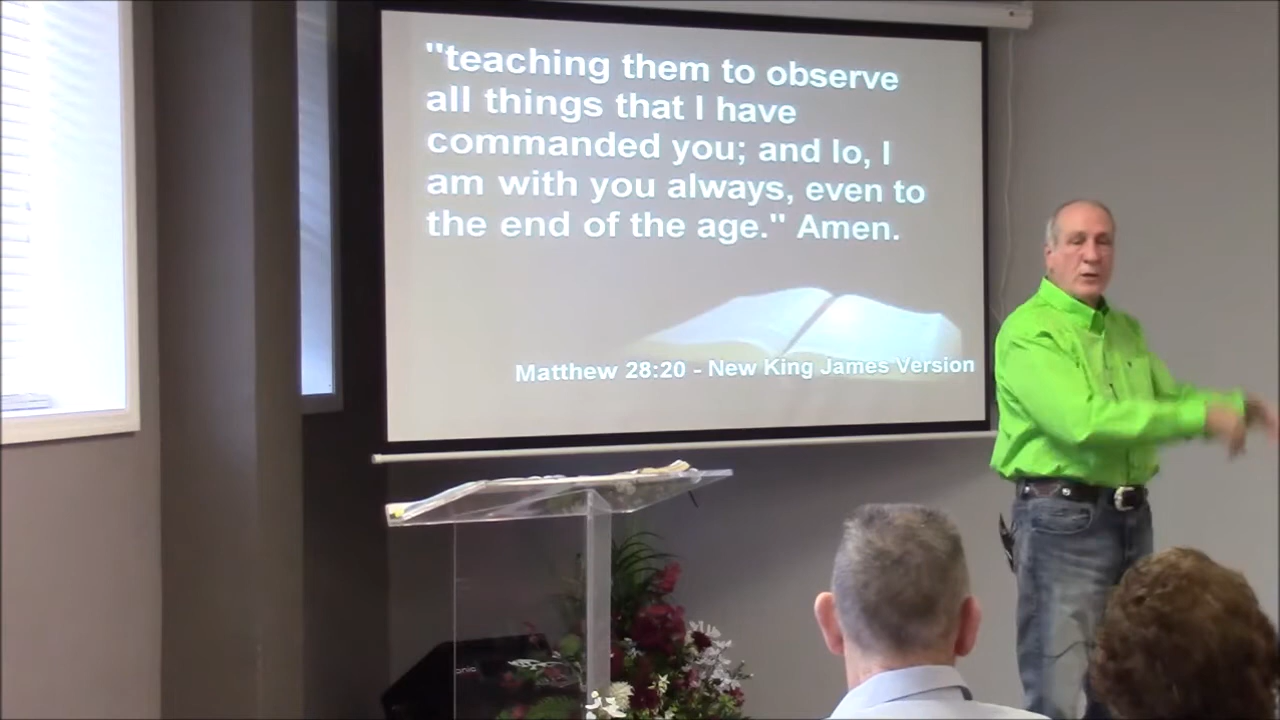 "teaching them to observe
all things that I have
commanded you; and lo, I
am with you always, even to
the end of the age." Amen.
Matthew 28:20 - New King James Version